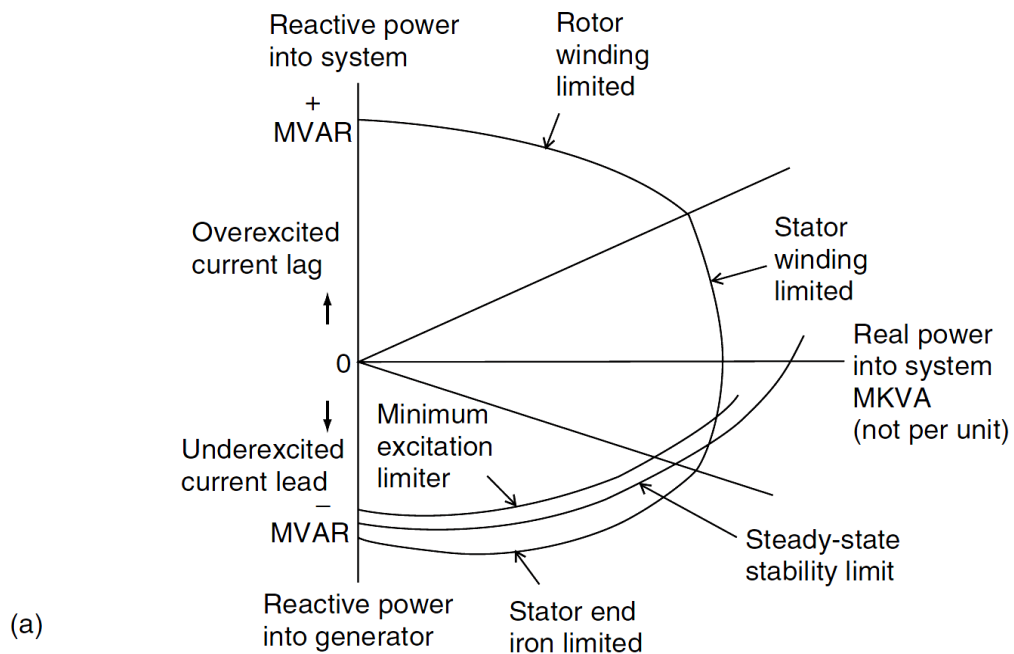 Reactive power
into system
Rotor
winding
limited
+
MVAR
Overexcited
current lag
Stator
winding
limited
0
Real power
into system
MKVA
(not per unit)
Minimum
excitation
limiter
Underexcited
current lead
−
MVAR
Steady-state
stability limit
Reactive power
into generator
Stator end
iron limited
(a)